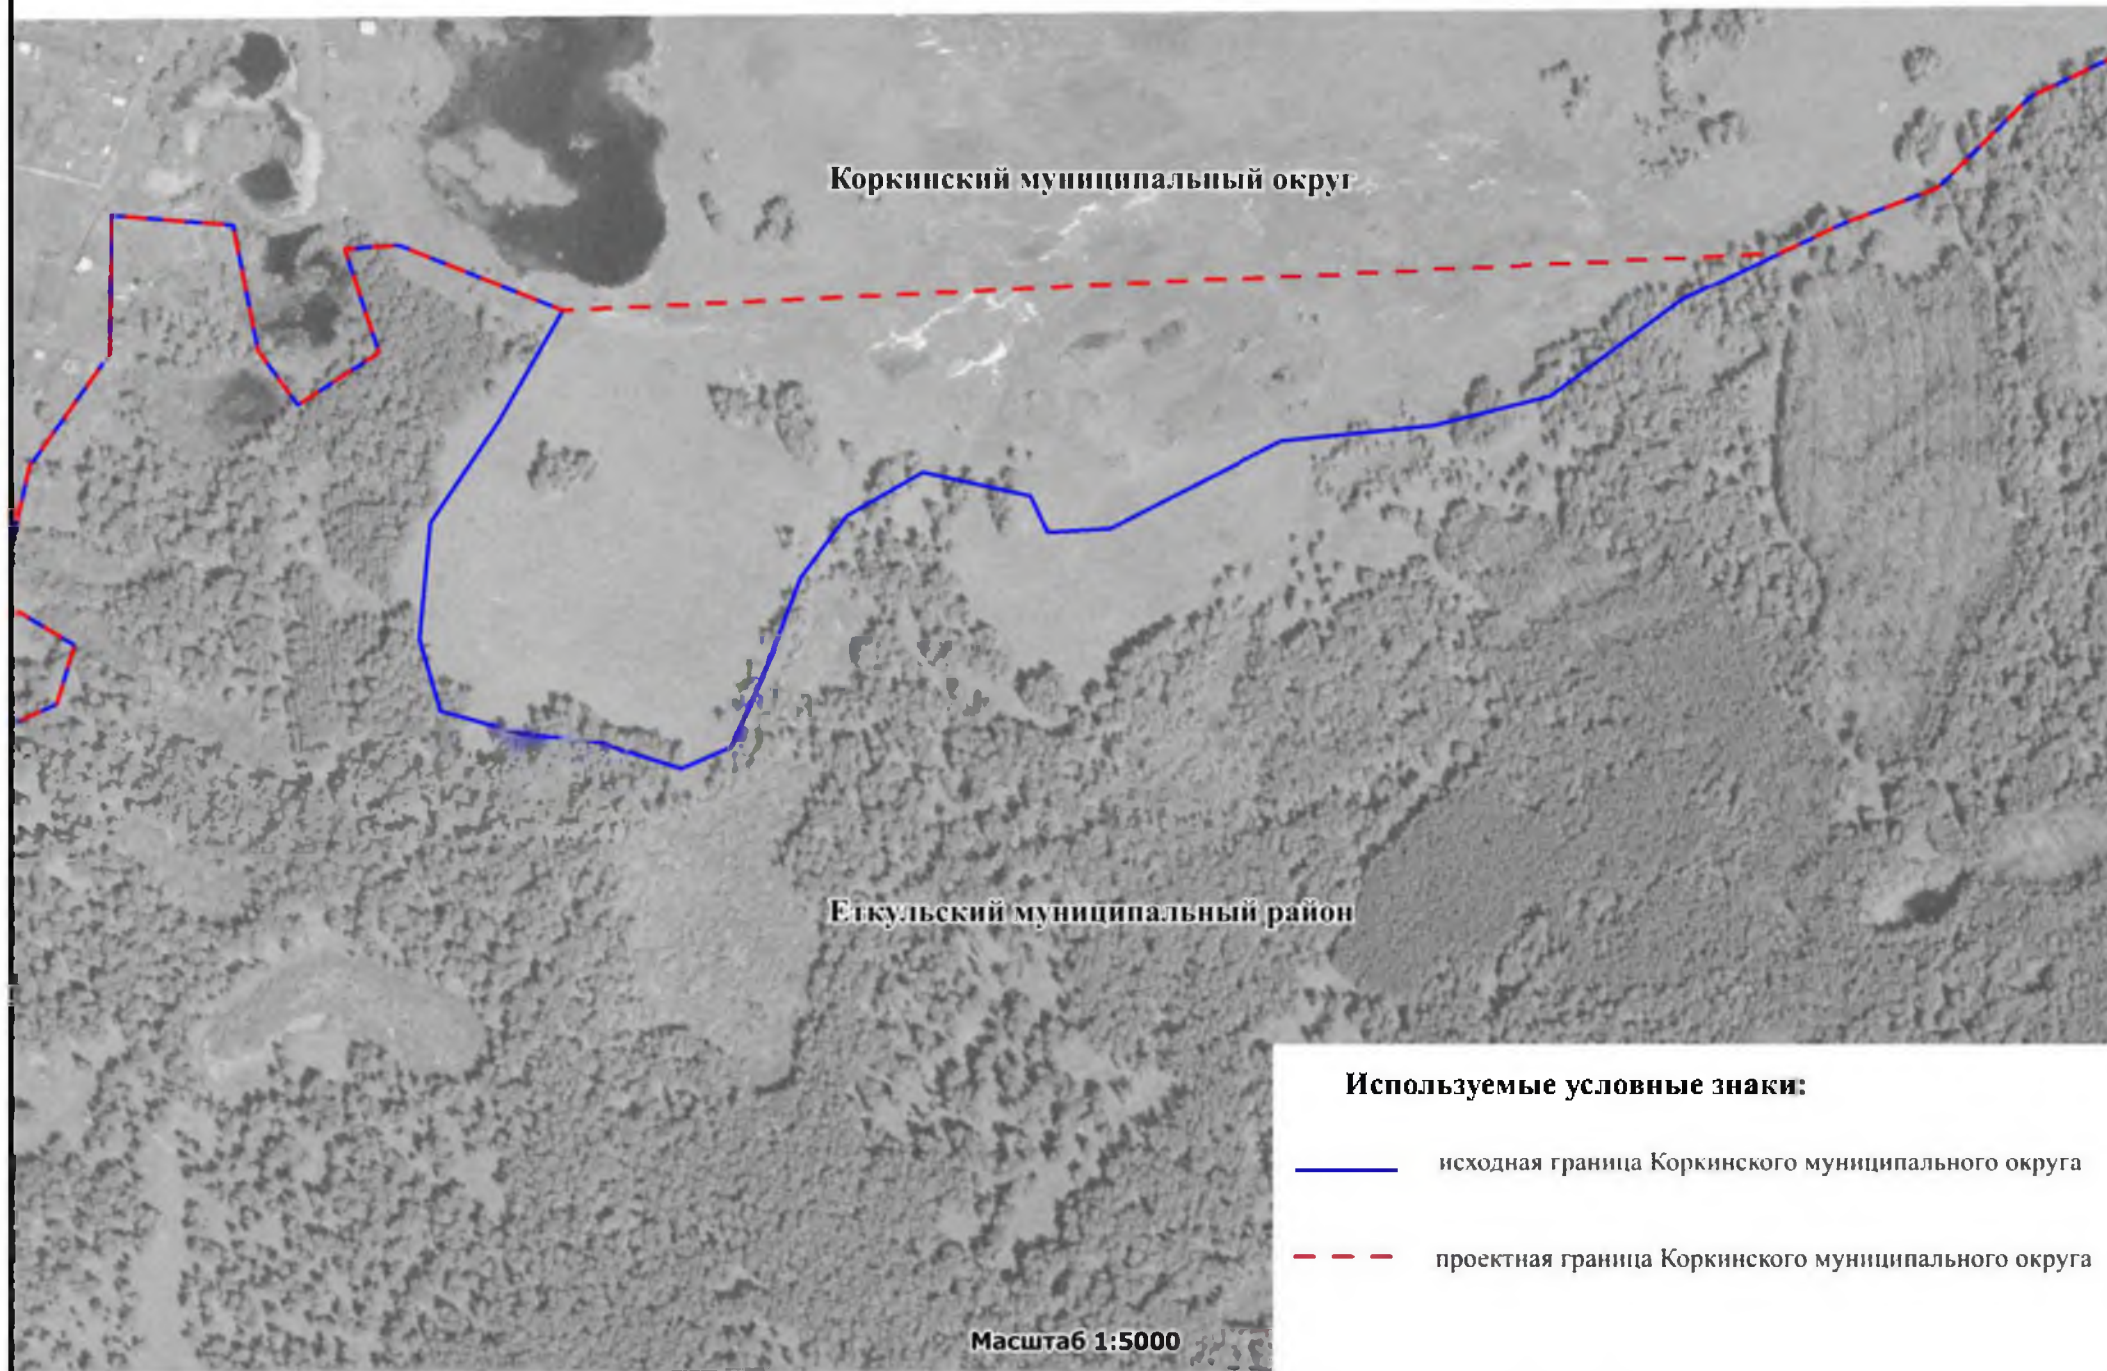 Коркинский муниципальный округ
Еткульский муниципальный район
Используемые условные знаки:
исходная граница Коркинского муниципального округа
проектная граница Коркинского муниципального округа
Масштаб 1:5000